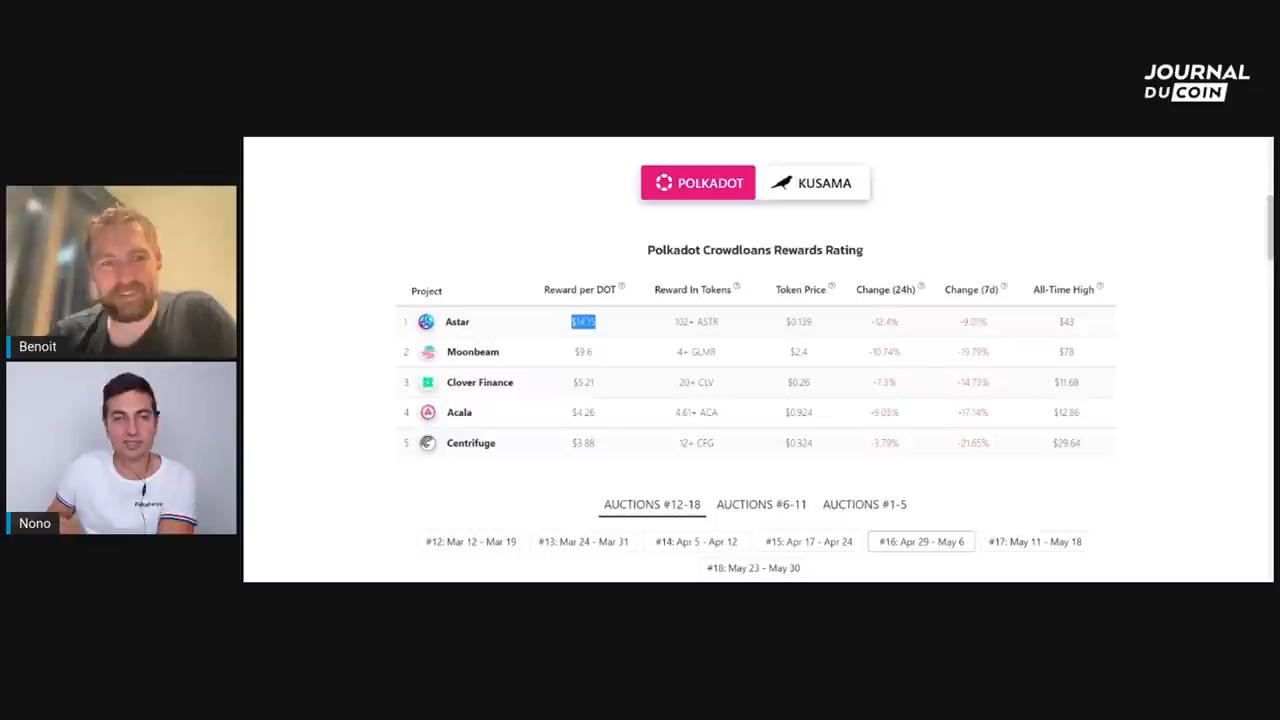 JOURNAL
DU COIN
POLKADOT
KUSAMA
Polkadot Crowdloans Rewards Rating
Project Reward per DOT Reward In Tokens Token Price Change (24h) Change (7d) All-Time High
1 Astar $14.15 102+ ASTR $0.139 -12.4% -9.01% $43
2 Moonbeam $9.6 4+ GLMR $2.4 -10.74% -19.79% $78
3 Clover Finance $5.21 20+ CLV $0.26 -7.3% -14.73% $11.68
4 Acala $4.26 4.61+ ACA $0.924 -9.03% -17.14% $12.86
5 Centrifuge $3.88 12+ CFG $0.324 -3.79% -21.65% $29.64
AUCTIONS #12-18 AUCTIONS #6-11 AUCTIONS #1-5
#12: Mar 12 - Mar 19 #13: Mar 24 - Mar 31 #14: Apr 5 - Apr 12 #15: Apr 17 - Apr 24 #16: Apr 29 - May 6 #17: May 11 - May 18
#18: May 23 - May 30
Benoit
Nono